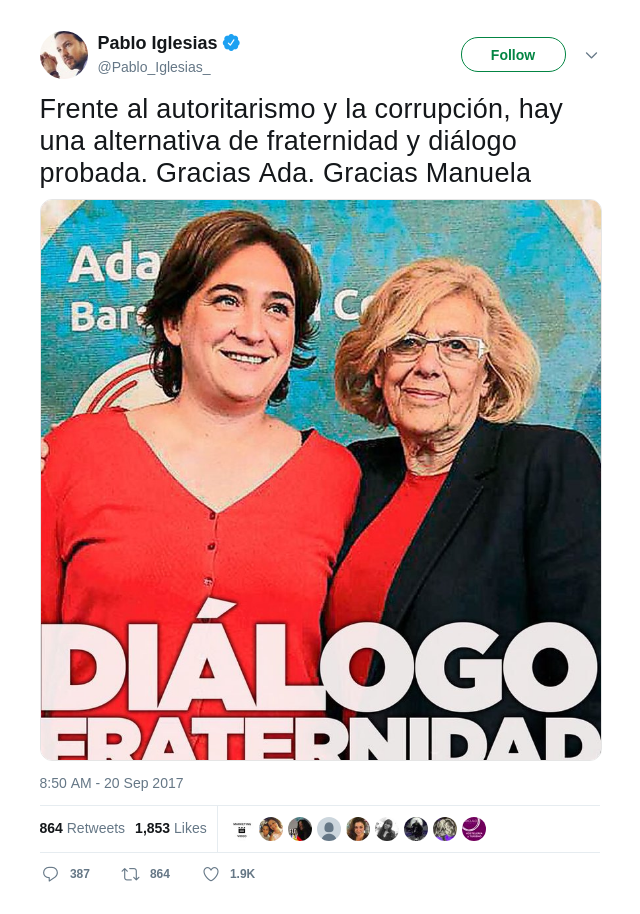 Pablo Iglesias
@Pablo_Iglesias_
Follow
Frente al autoritarismo y la corrupción, hay
una alternativa de fraternidad y diálogo
probada. Gracias Ada. Gracias Manuela
Ada
DIÁLOGO
FRATERNIDAD
8:50 AM - 20 Sep 2017
864 Retweets 1,853 Likes
387 864 1.9K